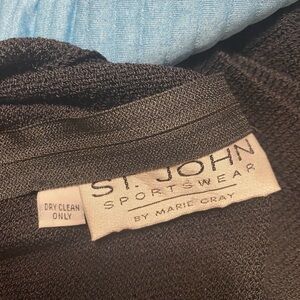 ST. JOHN
SPORTSWEAR
BY MARIE GRAY
DRY CLEAN
ONLY